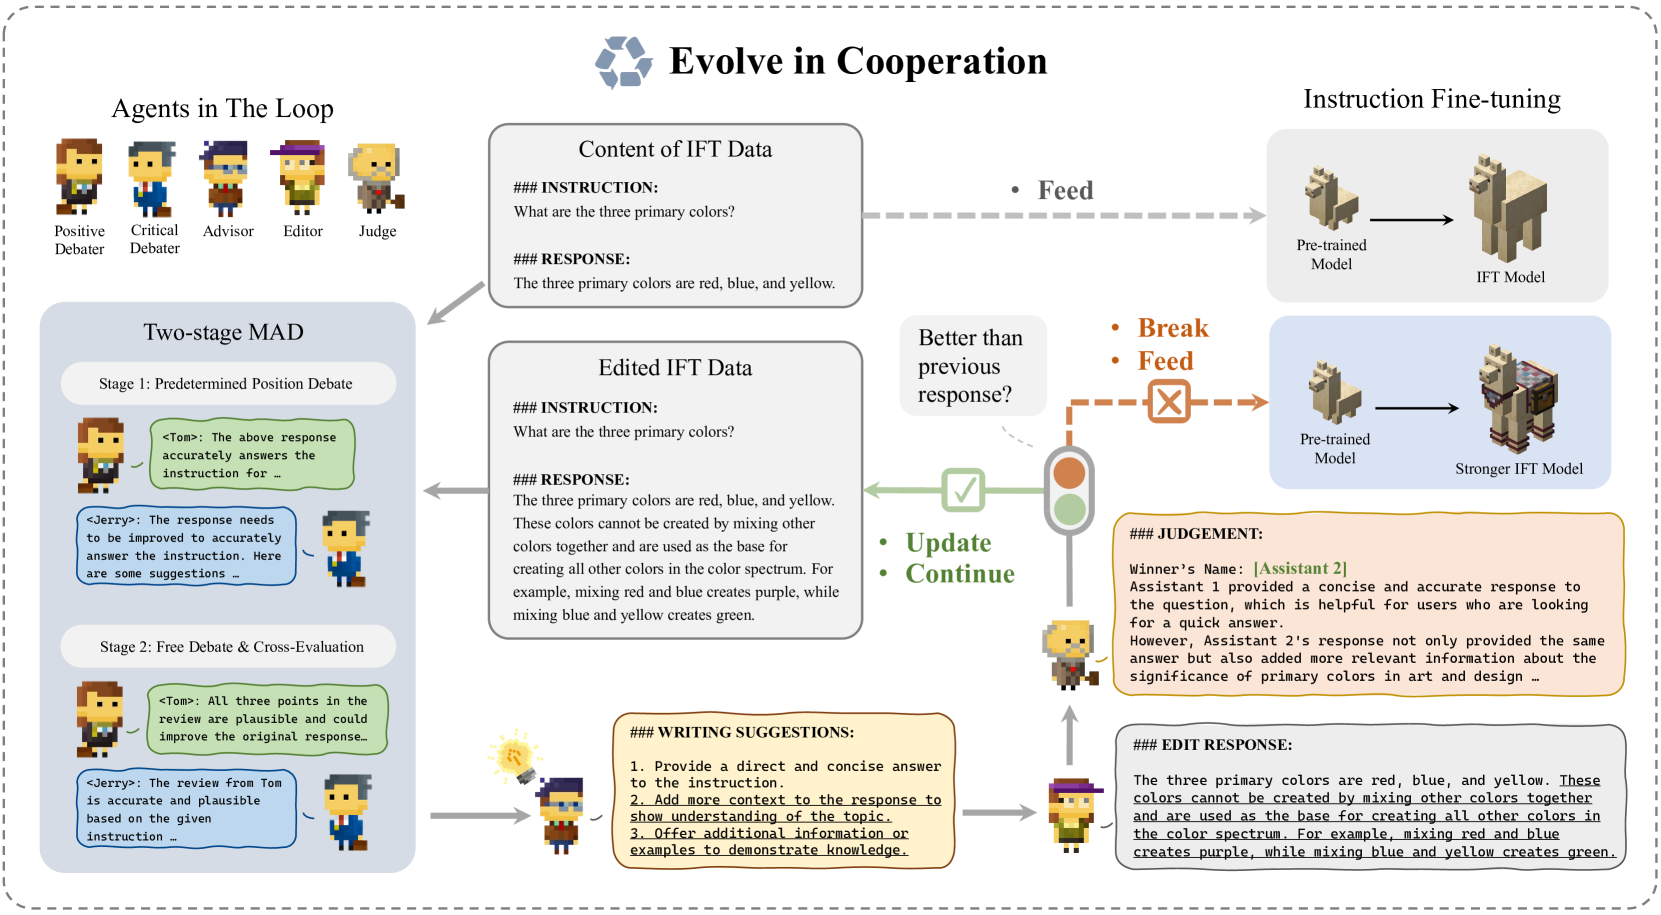 Evolve in Cooperation
Agents in The Loop
Positive
Debater
Critical
Debater
Advisor
Editor
Judge
Content of IFT Data
### INSTRUCTION:
What are the three primary colors?
### RESPONSE:
The three primary colors are red, blue, and yellow.
• Feed
Instruction Fine-tuning
Pre-trained
Model
IFT Model
Two-stage MAD
Stage 1: Predetermined Position Debate
<Tom>: The above response
accurately answers the
instruction for …
<Jerry>: The response needs
to be improved to accurately
answer the instruction. Here
are some suggestions …
Stage 2: Free Debate & Cross-Evaluation
<Tom>: All three points in the
review are plausible and could
improve the original response…
<Jerry>: The review from Tom
is accurate and plausible
based on the given
instruction …
Edited IFT Data
### INSTRUCTION:
What are the three primary colors?
### RESPONSE:
The three primary colors are red, blue, and yellow.
These colors cannot be created by mixing other
colors together and are used as the base for
creating all other colors in the color spectrum. For
example, mixing red and blue creates purple, while
mixing blue and yellow creates green.
Better than
previous
response?
• Break
• Feed
Pre-trained
Model
Stronger IFT Model
• Update
• Continue
### JUDGEMENT:
Winner's Name: [Assistant 2]
Assistant 1 provided a concise and accurate response to
the question, which is helpful for users who are looking
for a quick answer.
However, Assistant 2's response not only provided the same
answer but also added more relevant information about the
significance of primary colors in art and design …
### WRITING SUGGESTIONS:
1. Provide a direct and concise answer
to the instruction.
2. Add more context to the response to
show understanding of the topic.
3. Offer additional information or
examples to demonstrate knowledge.
### EDIT RESPONSE:
The three primary colors are red, blue, and yellow. These
colors cannot be created by mixing other colors together
and are used as the base for creating all other colors in
the color spectrum. For example, mixing red and blue
creates purple, while mixing blue and yellow creates green.